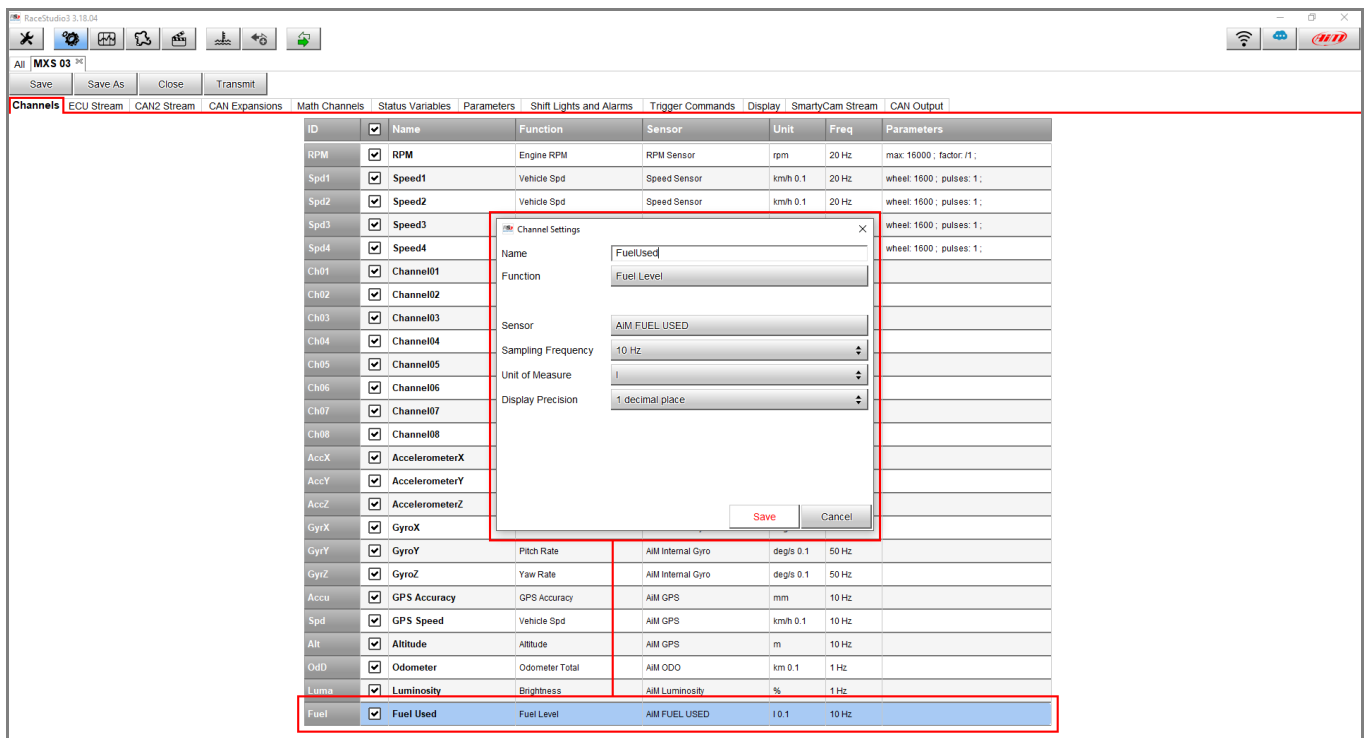 RaceStudio3 3.18.04
AiM
All MXS 03
Save Save As Close Transmit
Channels ECU Stream CAN2 Stream CAN Expansions Math Channels Status Variables Parameters Shift Lights and Alarms Trigger Commands Display SmartyCam Stream CAN Output
ID Name Function Sensor Unit Freq Parameters
RPM RPM Engine RPM RPM Sensor rpm 20 Hz max: 16000 ; factor: /1 ;
Spd1 Speed1 Vehicle Spd Speed Sensor km/h 0.1 20 Hz wheel: 1600 ; pulses: 1 ;
Spd2 Speed2 Vehicle Spd Speed Sensor km/h 0.1 20 Hz wheel: 1600 ; pulses: 1 ;
Spd3 Speed3 wheel: 1600 ; pulses: 1 ;
Spd4 Speed4 wheel: 1600 ; pulses: 1 ;
Ch01 Channel01
Ch02 Channel02
Ch03 Channel03
Ch04 Channel04
Ch05 Channel05
Ch06 Channel06
Ch07 Channel07
Ch08 Channel08
AccX AccelerometerX
AccY AccelerometerY
AccZ AccelerometerZ
GyrX GyroX
GyrY GyroY Pitch Rate AiM Internal Gyro deg/s 0.1 50 Hz
GyrZ GyroZ Yaw Rate AiM Internal Gyro deg/s 0.1 50 Hz
Accu GPS Accuracy GPS Accuracy AiM GPS mm 10 Hz
Spd GPS Speed Vehicle Spd AiM GPS km/h 0.1 10 Hz
Alt Altitude Altitude AiM GPS m 10 Hz
OdD Odometer Odometer Total AiM ODO km 0.1 1 Hz
Luma Luminosity Brightness AiM Luminosity % 1 Hz
Fuel Fuel Used Fuel Level AiM FUEL USED l 0.1 10 Hz
Channel Settings
Name FuelUsed
Function Fuel Level
Sensor AiM FUEL USED
Sampling Frequency 10 Hz
Unit of Measure l
Display Precision 1 decimal place
Save Cancel